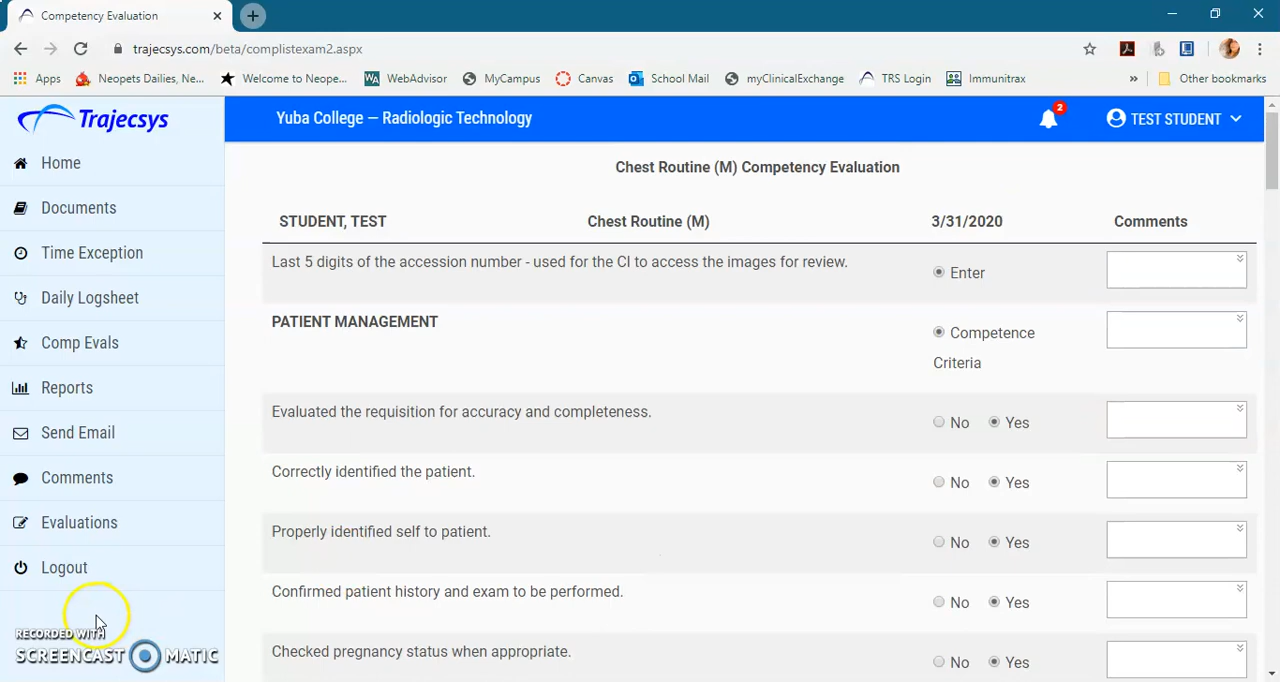 Competency Evaluation
trajecsys.com/beta/complistexam2.aspx
Apps Neopets Dailies, Ne... Welcome to Neope... WebAdvisor MyCampus Canvas School Mail myClinicalExchange TRS Login Immunitrax » Other bookmarks
Trajecsys
Yuba College — Radiologic Technology 2 TEST STUDENT
Home
Documents
Time Exception
Daily Logsheet
Comp Evals
Reports
Send Email
Comments
Evaluations
Logout
RECORDED WITH
SCREENCAST MATIC
Chest Routine (M) Competency Evaluation
STUDENT, TEST Chest Routine (M) 3/31/2020 Comments
Last 5 digits of the accession number - used for the CI to access the images for review. Enter
PATIENT MANAGEMENT Competence
Criteria
Evaluated the requisition for accuracy and completeness. No Yes
Correctly identified the patient. No Yes
Properly identified self to patient. No Yes
Confirmed patient history and exam to be performed. No Yes
Checked pregnancy status when appropriate. No Yes